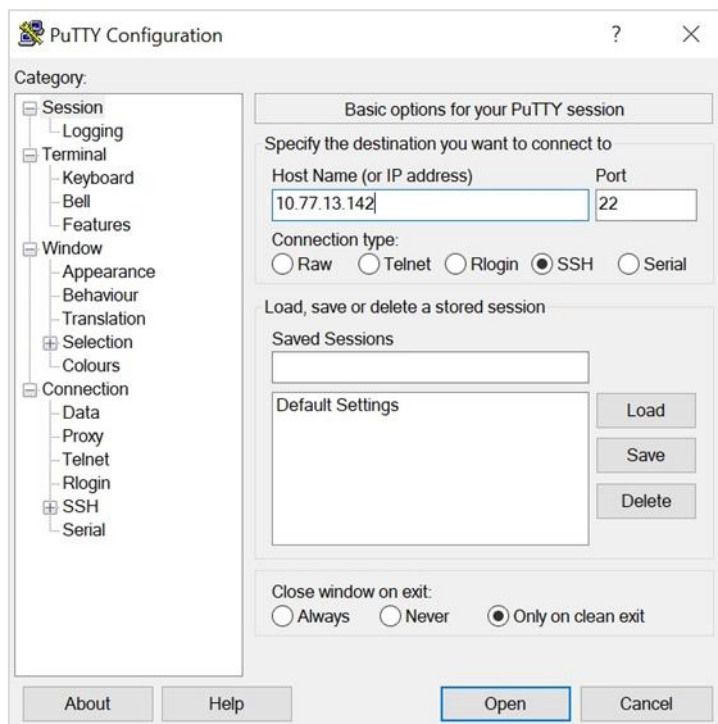 PuTTY Configuration
?
Category:
Session
Logging
Terminal
Keyboard
Bell
Features
Window
Appearance
Behaviour
Translation
Selection
Colours
Connection
Data
Proxy
Telnet
Rlogin
SSH
Serial
Basic options for your PuTTY session
Specify the destination you want to connect to
Host Name (or IP address) Port
10.77.13.142 22
Connection type:
Raw Telnet Rlogin SSH Serial
Load, save or delete a stored session
Saved Sessions
Default Settings
Load
Save
Delete
Close window on exit:
Always Never Only on clean exit
About Help Open Cancel